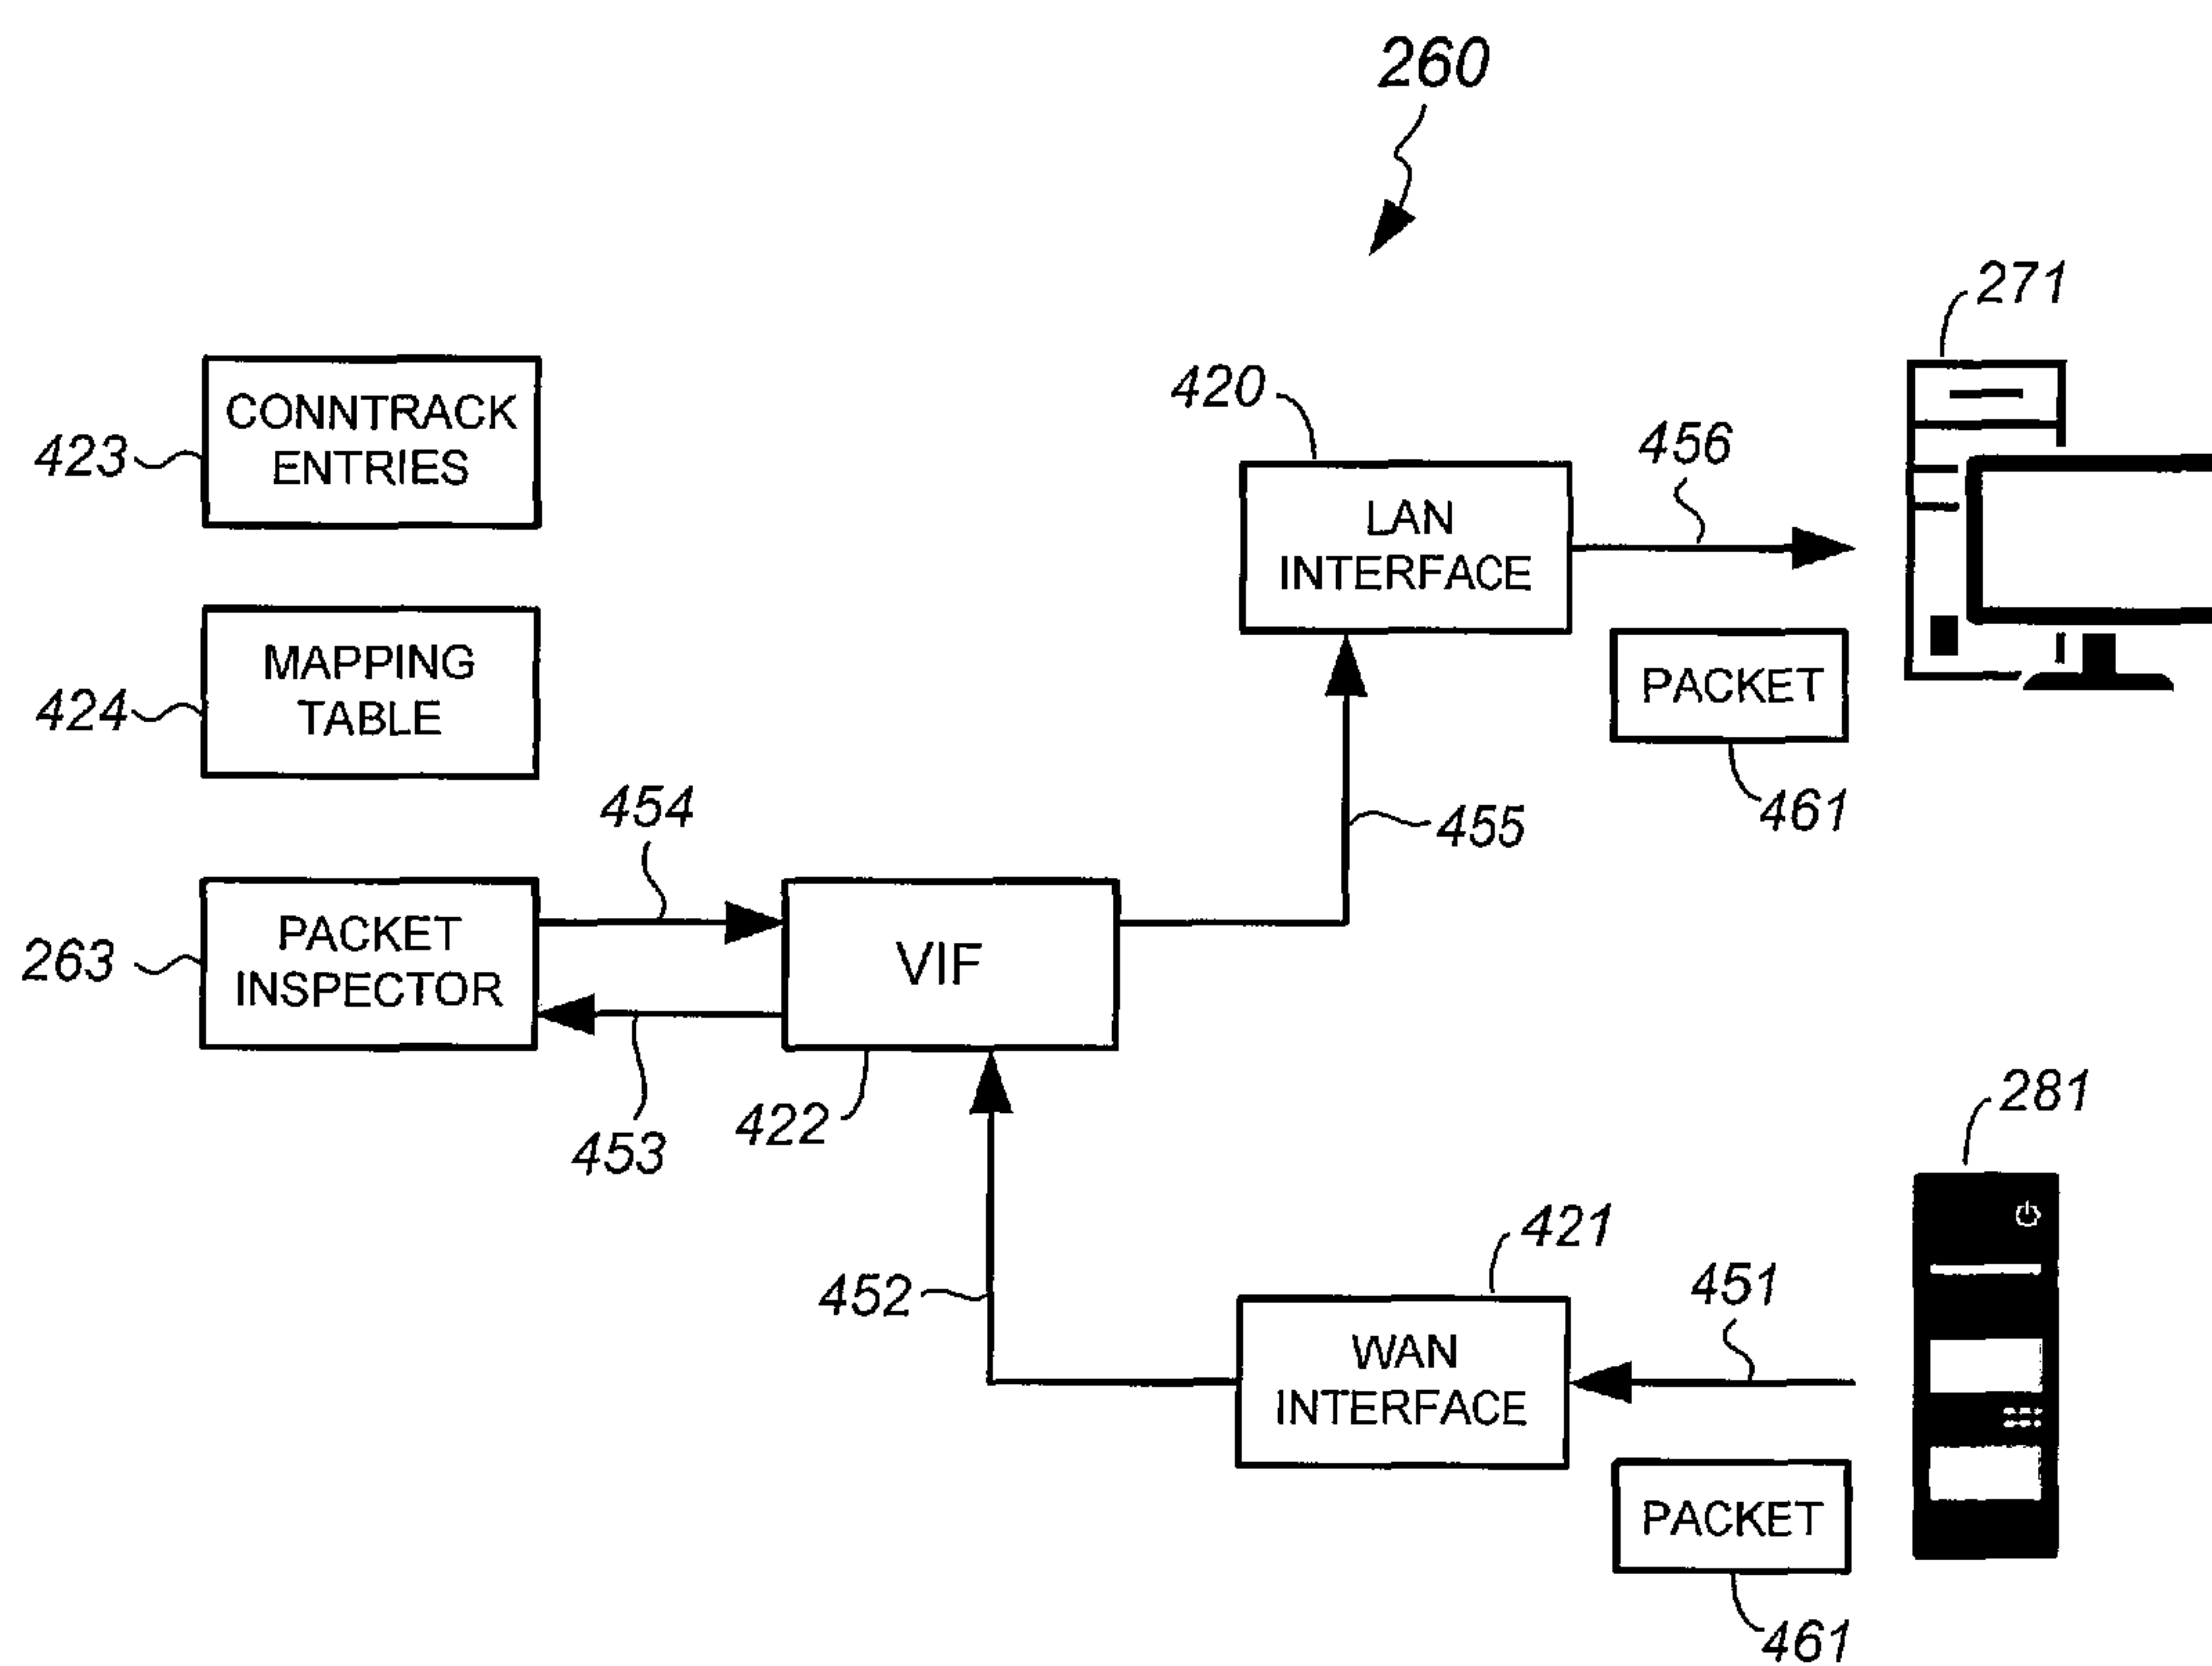 260
271
420
456
CONNTRACK
ENTRIES
423
LAN
INTERFACE
PACKET
461
MAPPING
TABLE
424
454
455
PACKET
INSPECTOR
263
VIF
453
422
281
421
451
452
WAN
INTERFACE
PACKET
461